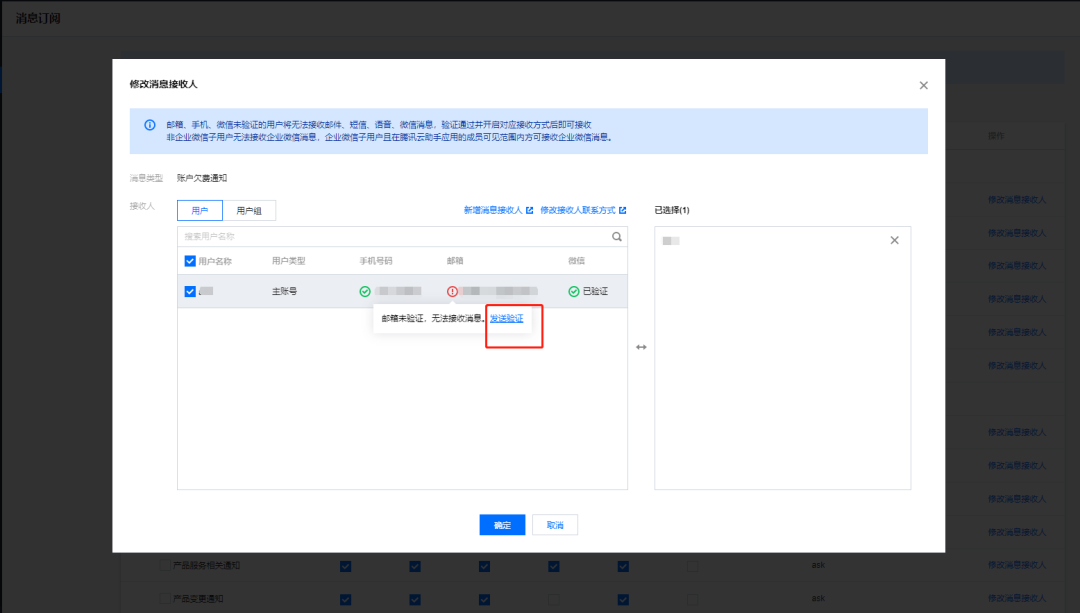 消息订阅
修改消息接收人
邮箱、手机、微信未验证的用户将无法接收邮件、短信、语音、微信消息，验证通过并开启对应接收方式后即可接收
非企业微信子用户无法接收企业微信消息，企业微信子用户且在腾讯云助手应用的成员可见范围内方可接收企业微信消息。
操作
消息类型 账户欠费通知
接收人 用户 用户组 新增消息接收人 修改接收人联系方式 已选择(1)
修改消息接收人
搜索用户名称
修改消息接收人
用户名称 用户类型 手机号码 邮箱 微信
修改消息接收人
主账号 已验证
修改消息接收人
邮箱未验证，无法接收消息。发送验证
修改消息接收人
修改消息接收人
修改消息接收人
修改消息接收人
修改消息接收人
确定 取消
修改消息接收人
产品服务相关通知 ask 修改消息接收人
产品变更通知 ask 修改消息接收人